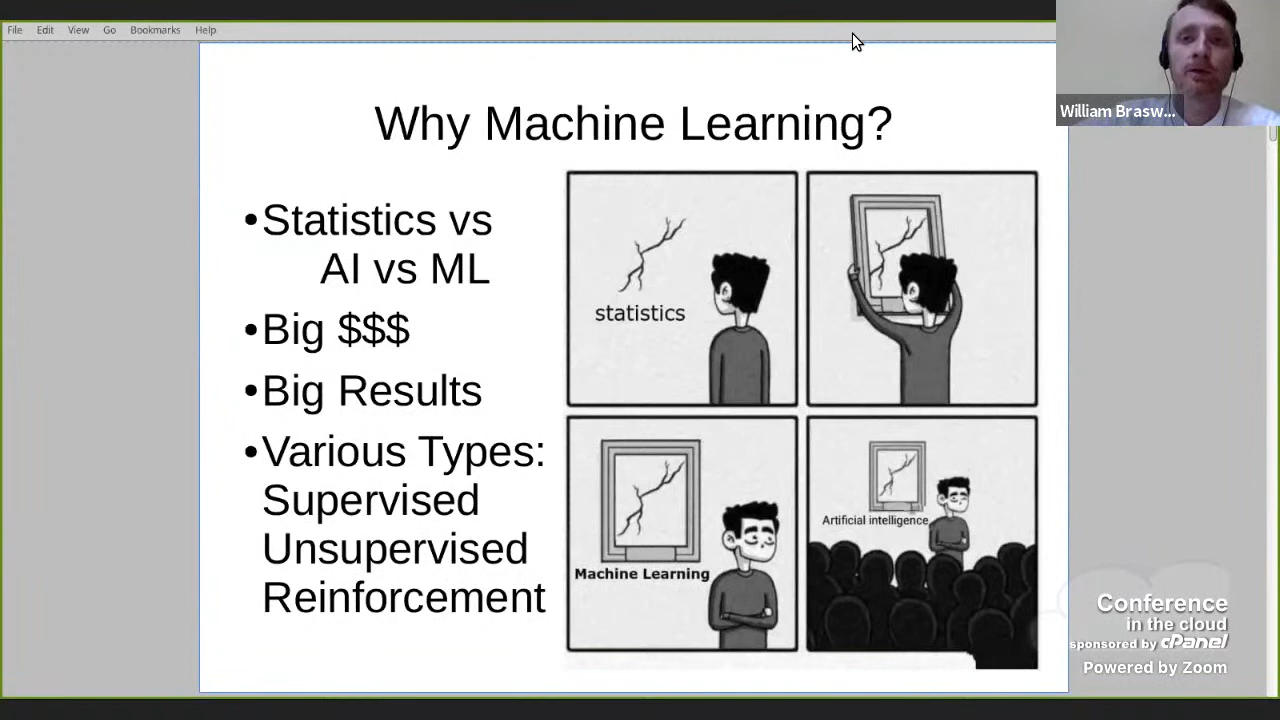 File Edit View Go Bookmarks Help
William Brasw...
Why Machine Learning?
•Statistics vs
AI vs ML
•Big $$$
•Big Results
•Various Types:
Supervised
Unsupervised
Reinforcement
statistics
Machine Learning
Artificial intelligence
Conference
in the cloud
sponsored by cPanel
Powered by Zoom